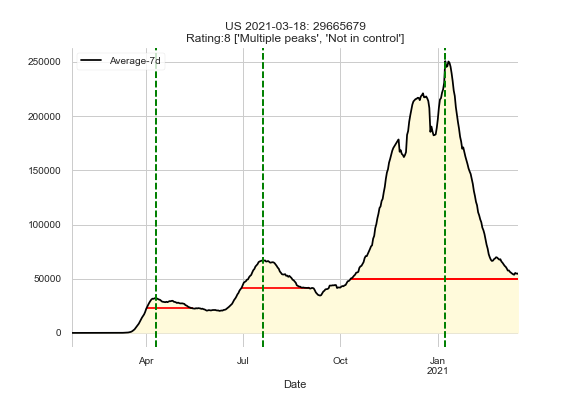 US 2021-03-18: 29665679
Rating:8 ['Multiple peaks', 'Not in control']
Average-7d
250000
200000
150000
100000
50000
0
Apr Jul Oct Jan
2021
Date